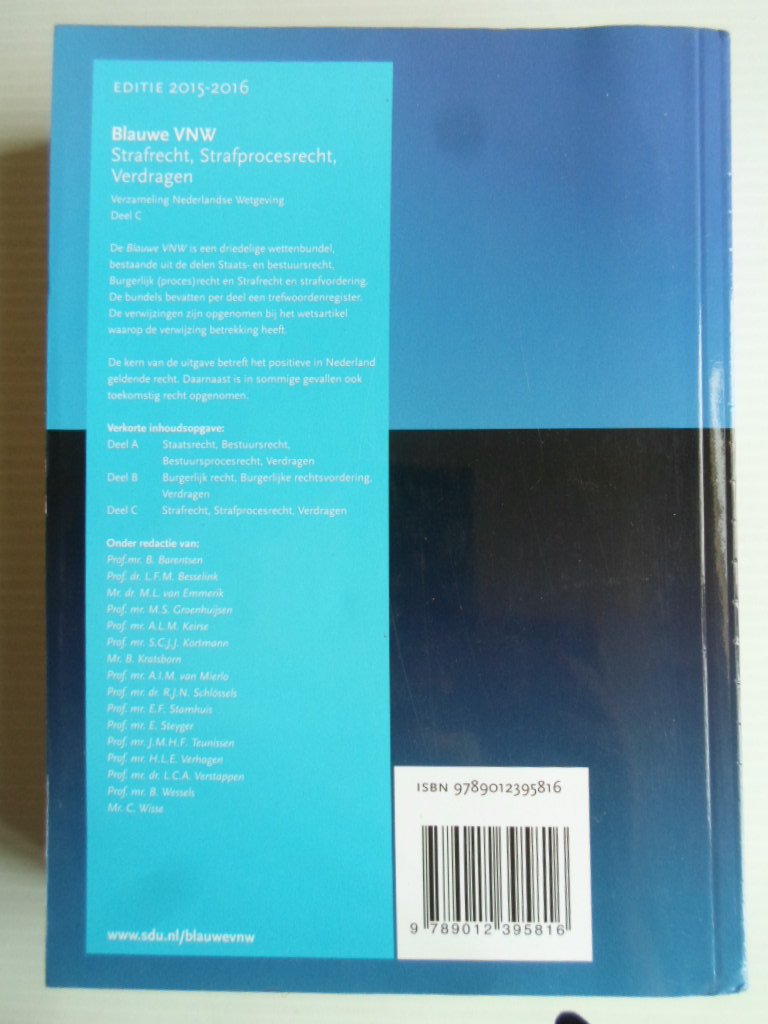 EDITIE 2015-2016
Blauwe VNW
Strafrecht, Strafprocesrecht,
Verdragen
Verzameling Nederlandse Wetgeving
Deel C
De Blauwe VNW is een driedelige wettenbundel,
bestaande uit de delen Staats- en bestuursrecht,
Burgerlijk (proces)recht en Strafrecht en strafvordering.
De bundels bevatten per deel een trefwoordenregister.
De verwijzingen zijn opgenomen bij het wetsartikel
waarop de verwijzing betrekking heeft.
De kern van de uitgave betreft het positieve in Nederland
geldende recht. Daarnaast is in sommige gevallen ook
toekomstig recht opgenomen.
Verkorte inhoudsopgave:
Deel A Staatsrecht, Bestuursrecht,
Bestuursprocesrecht, Verdragen
Deel B Burgerlijk recht, Burgerlijke rechtsvordering,
Verdragen
Deel C Strafrecht, Strafprocesrecht, Verdragen
Onder redactie van:
Prof.mr. B. Barentsen
Prof. dr. L.F.M. Besselink
Mr. dr. M.L. van Emmerik
Prof. mr. M.S. Groenhuijsen
Prof. mr. A.L.M. Keirse
Prof. mr. S.C.J.J. Kortmann
Mr. B. Kratsborn
Prof. mr. A.I.M. van Mierlo
Prof. mr. dr. R.J.N. Schlössels
Prof. mr. E.F. Stamhuis
Prof. mr. E. Steyger
Prof. mr. J.M.H.F. Teunissen
Prof. mr. H.L.E. Verhagen
Prof. mr. dr. L.C.A. Verstappen
Prof. mr. B. Wessels
Mr. C. Wisse
www.sdu.nl/blauwevnw
ISBN 9789012395816
9 789012 395816